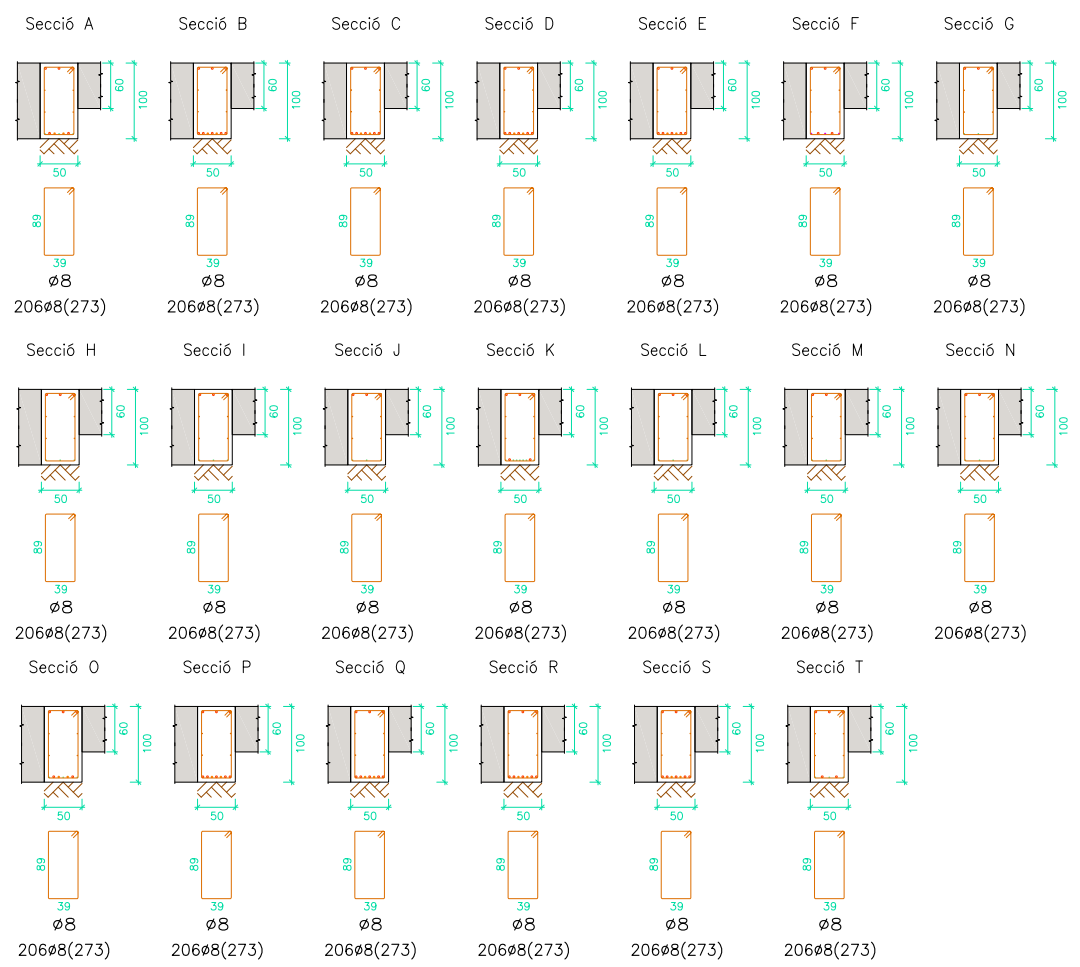 Secció A Secció B Secció C Secció D Secció E Secció F Secció G
60 60 60 60 60 60 60
100 100 100 100 100 100 100
50 50 50 50 50 50 50
89 89 89 89 89 89 89
39 39 39 39 39 39 39
ø8 ø8 ø8 ø8 ø8 ø8 ø8
206ø8(273) 206ø8(273) 206ø8(273) 206ø8(273) 206ø8(273) 206ø8(273) 206ø8(273)
Secció H Secció I Secció J Secció K Secció L Secció M Secció N
60 60 60 60 60 60 60
100 100 100 100 100 100 100
50 50 50 50 50 50 50
89 89 89 89 89 89 89
39 39 39 39 39 39 39
ø8 ø8 ø8 ø8 ø8 ø8 ø8
206ø8(273) 206ø8(273) 206ø8(273) 206ø8(273) 206ø8(273) 206ø8(273) 206ø8(273)
Secció O Secció P Secció Q Secció R Secció S Secció T
60 60 60 60 60 60
100 100 100 100 100 100
50 50 50 50 50 50
89 89 89 89 89 89
39 39 39 39 39 39
ø8 ø8 ø8 ø8 ø8 ø8
206ø8(273) 206ø8(273) 206ø8(273) 206ø8(273) 206ø8(273) 206ø8(273)